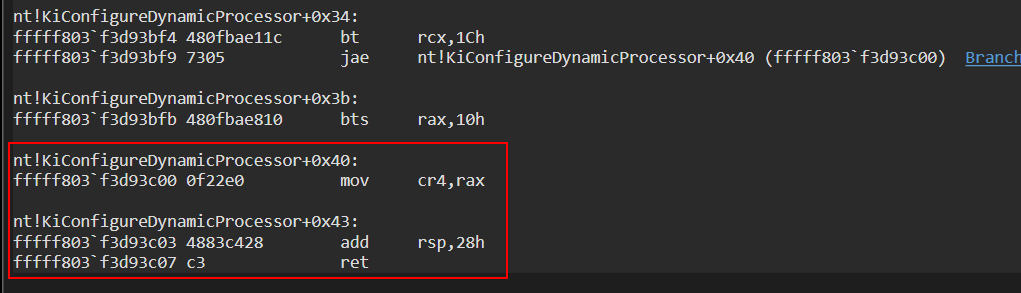 nt!KiConfigureDynamicProcessor+0x34:
fffff803`f3d93bf4 480fbae11c bt rcx,1Ch
fffff803`f3d93bf9 7305 jae nt!KiConfigureDynamicProcessor+0x40 (fffff803`f3d93c00) Branch
nt!KiConfigureDynamicProcessor+0x3b:
fffff803`f3d93bfb 480fbae810 bts rax,10h
nt!KiConfigureDynamicProcessor+0x40:
fffff803`f3d93c00 0f22e0 mov cr4,rax
nt!KiConfigureDynamicProcessor+0x43:
fffff803`f3d93c03 4883c428 add rsp,28h
fffff803`f3d93c07 c3 ret